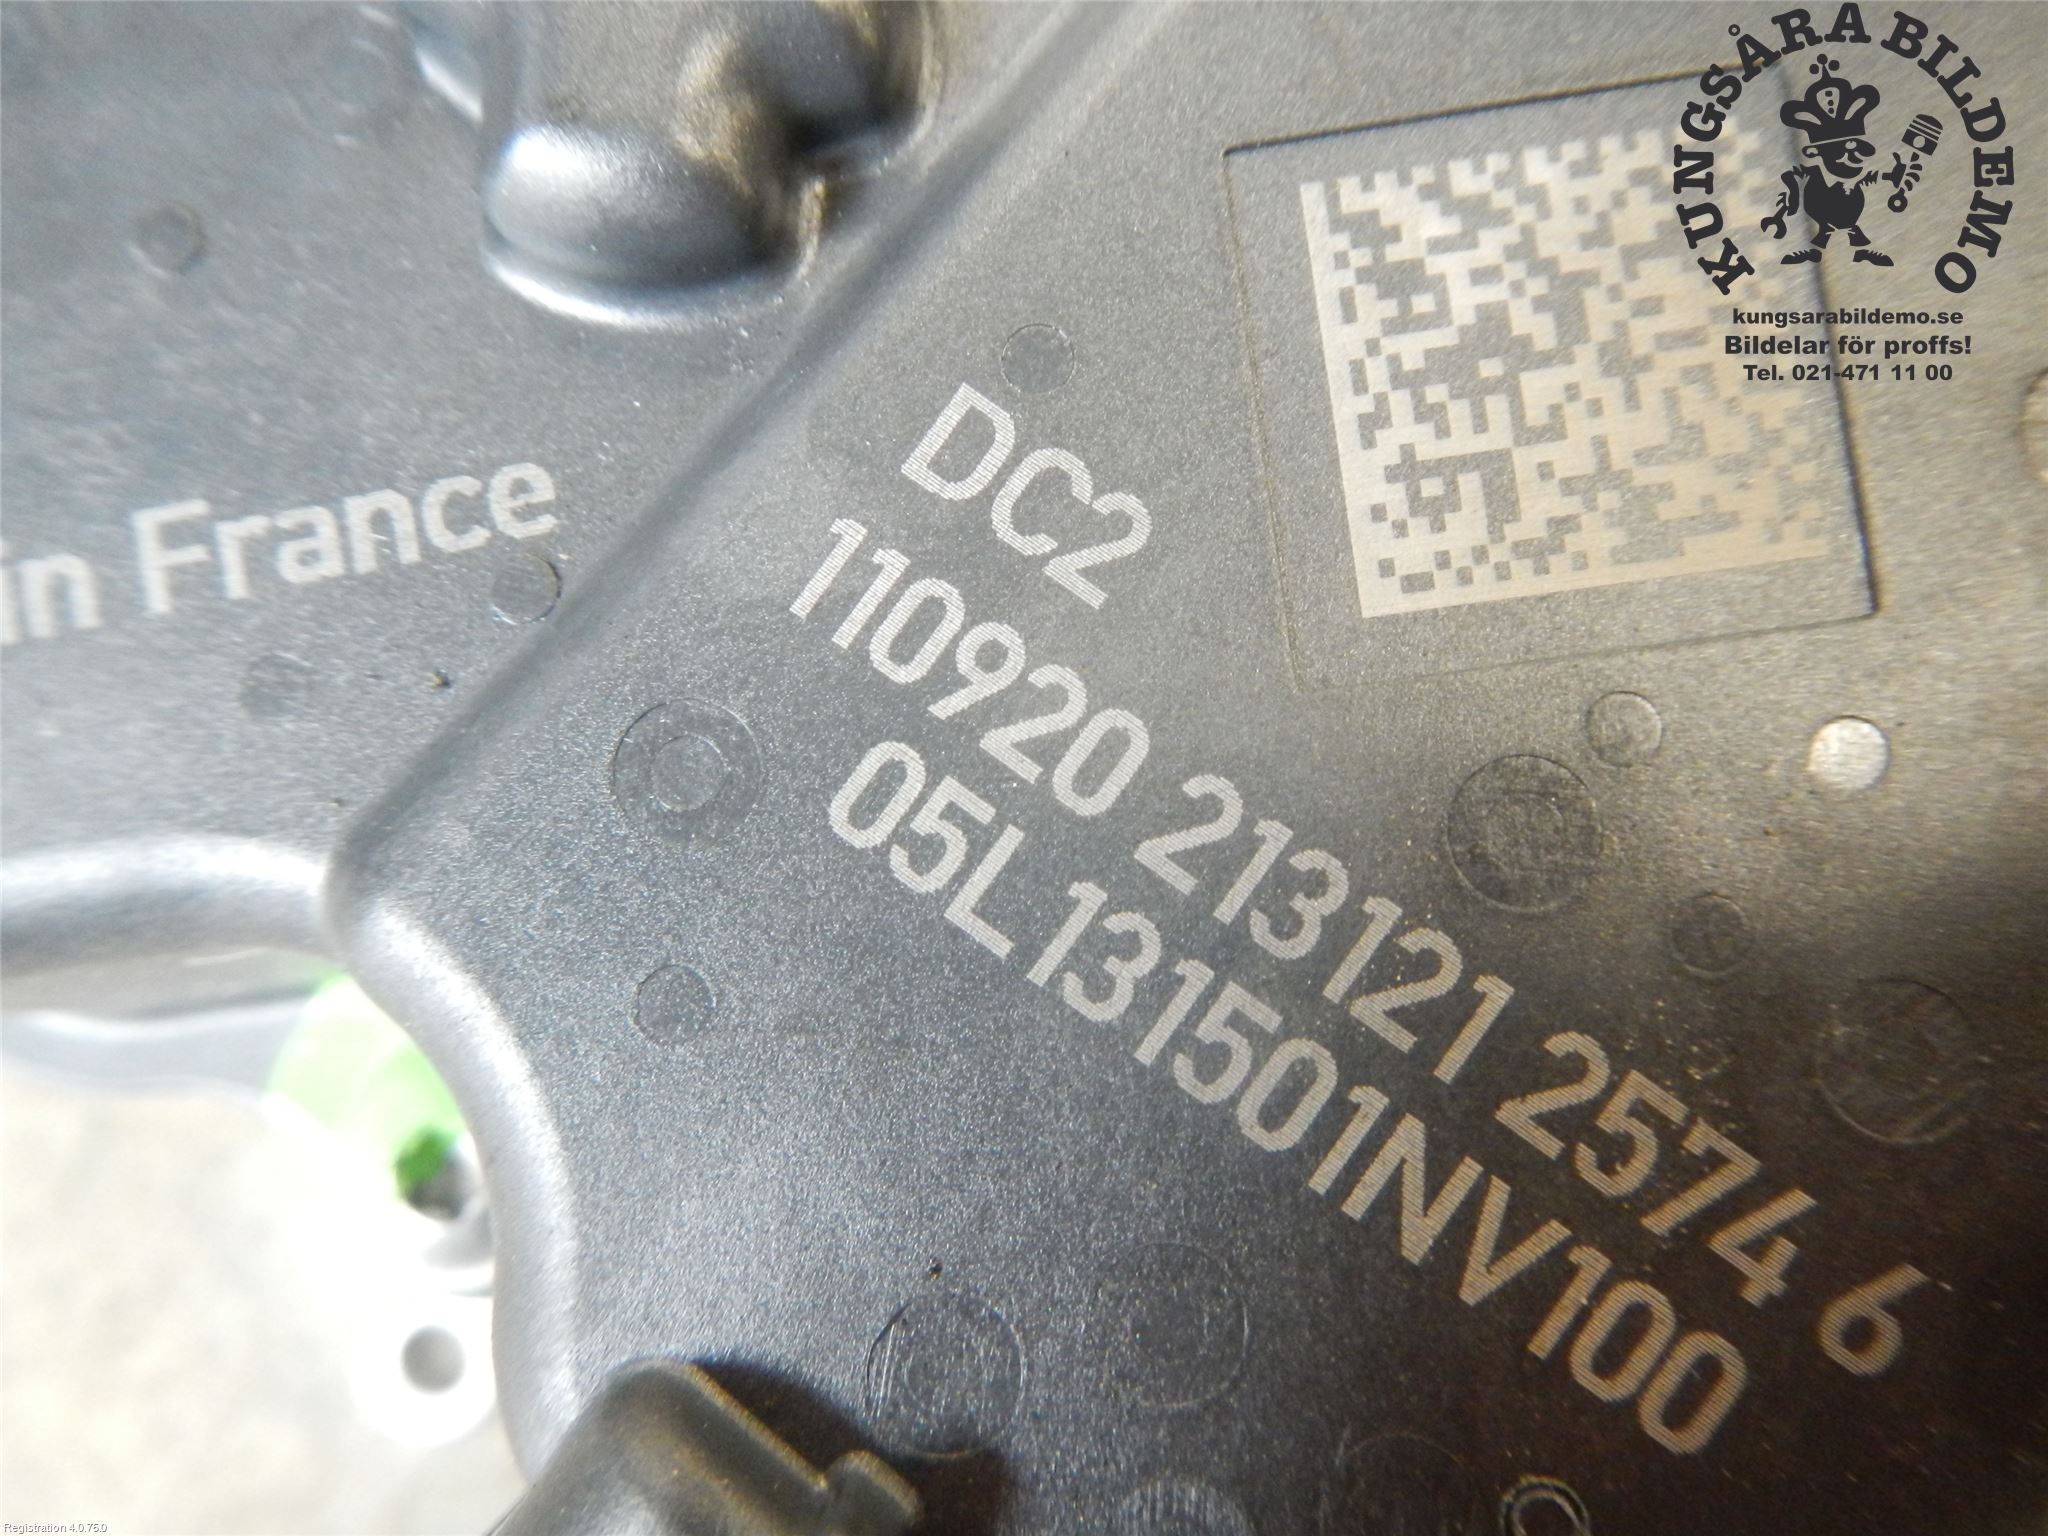 KUNGSÅRA BILDEMO
kungsarabildemo.se
Bildelar för proffs!
Tel. 021-471 11 00
in France
DC2
110920 213121 2574 6
05L131501NV100
Registration 4.0.75.0